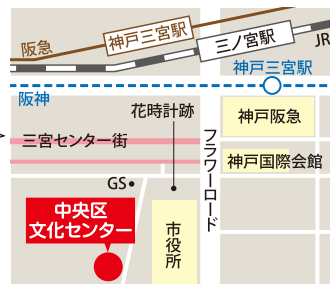 阪急
神戸三宮駅
三ノ宮駅
JR
神戸三宮駅
阪神
花時計跡
神戸阪急
三宮センター街
フラワーロード
神戸国際会館
GS
中央区
文化センター
市役所